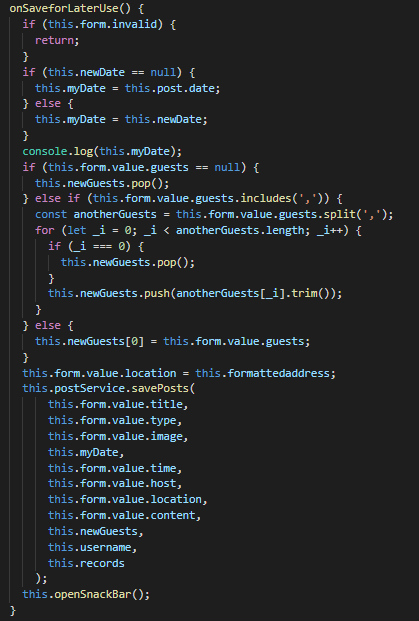 onSaveforLaterUse() {
  if (this.form.invalid) {
    return;
  }
  if (this.newDate == null) {
    this.myDate = this.post.date;
  } else {
    this.myDate = this.newDate;
  }
  console.log(this.myDate);
  if (this.form.value.guests == null) {
    this.newGuests.pop();
  } else if (this.form.value.guests.includes(',')) {
    const anotherGuests = this.form.value.guests.split(',');
    for (let _i = 0; _i < anotherGuests.length; _i++) {
      if (_i === 0) {
        this.newGuests.pop();
      }
      this.newGuests.push(anotherGuests[_i].trim());
    }
  } else {
    this.newGuests[0] = this.form.value.guests;
  }
  this.form.value.location = this.formattedaddress;
  this.postService.savePosts(
      this.form.value.title,
      this.form.value.type,
      this.form.value.image,
      this.myDate,
      this.form.value.time,
      this.form.value.host,
      this.form.value.location,
      this.form.value.content,
      this.newGuests,
      this.username,
      this.records
    );
  this.openSnackBar();
}